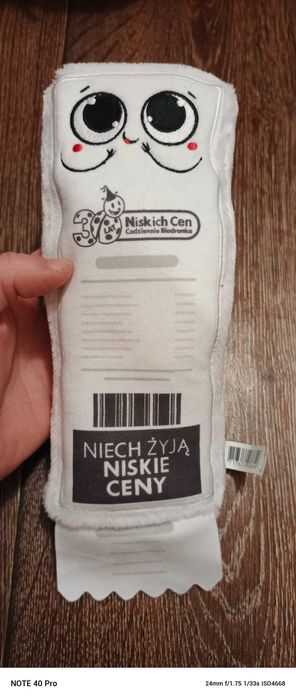 30 LAT
Niskich Cen
Codziennie Biedronka
NIECH ŻYJĄ
NISKIE
CENY
NOTE 40 Pro
24mm f/1.75 1/33s ISO4668